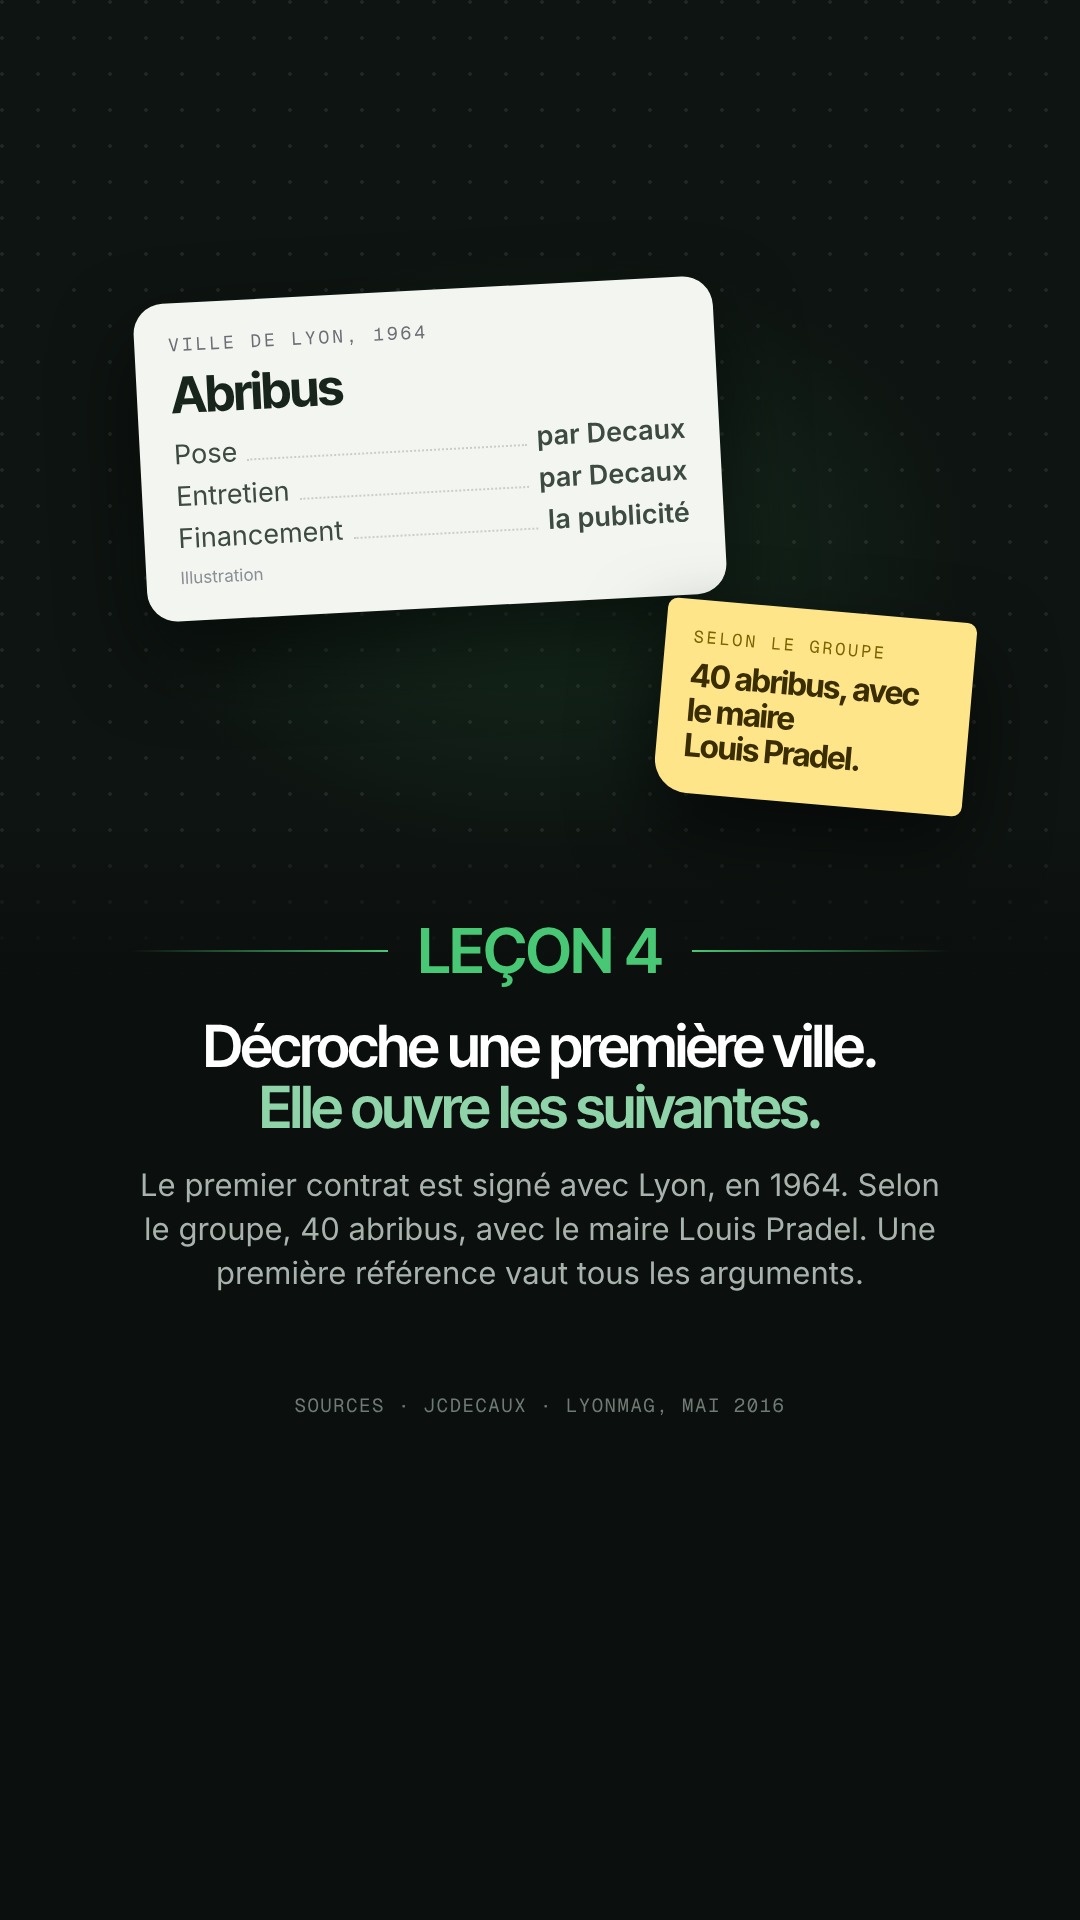 VILLE DE LYON, 1964
Abribus
Pose par Decaux
Entretien par Decaux
Financement la publicité
Illustration
SELON LE GROUPE
40 abribus, avec
le maire
Louis Pradel.
LEÇON 4
Décroche une première ville.
Elle ouvre les suivantes.
Le premier contrat est signé avec Lyon, en 1964. Selon
le groupe, 40 abribus, avec le maire Louis Pradel. Une
première référence vaut tous les arguments.
SOURCES · JCDECAUX · LYONMAG, MAI 2016